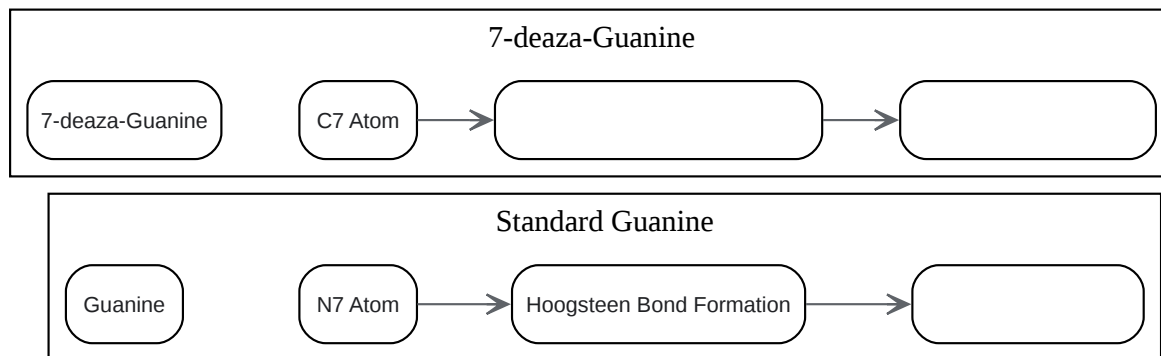 7-deaza-Guanine
7-deaza-Guanine
C7 Atom
Standard Guanine
Guanine
N7 Atom
Hoogsteen Bond Formation